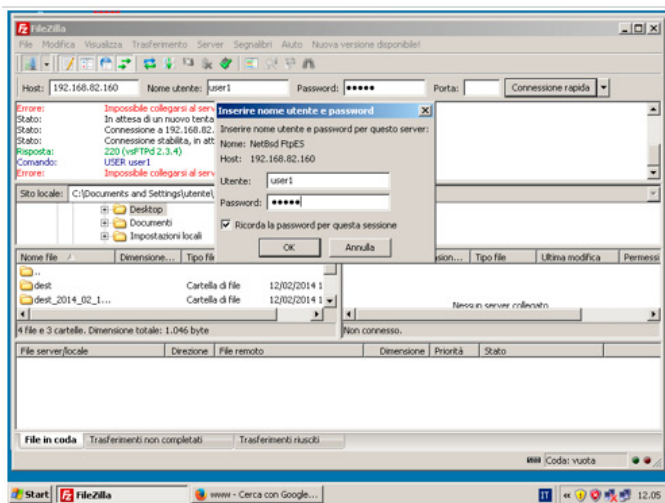 FileZilla
File Modifica Visualizza Trasferimento Server Segnalibri Aiuto Nuova versione disponibile!
Host: 192.168.82.160 Nome utente: user1 Password: ●●●●● Porta: Connessione rapida
Errore: Impossibile collegarsi al serv
Stato: In attesa di un nuovo tenta
Stato: Connessione a 192.168.82.
Stato: Connessione stabilita, in att
Risposta: 220 (vsFTPd 2.3.4)
Comando: USER user1
Errore: Impossibile collegarsi al serv
Inserire nome utente e password
Inserire nome utente e password per questo server:
Nome: NetBsd FtpES
Host: 192.168.82.160
Utente: user1
Password: ●●●●●
Ricorda la password per questa sessione
OK Annulla
Sito locale: C:\Documents and Settings\utente\
Desktop
Documenti
Impostazioni locali
Nome file Dimensione... Tipo file
..
dest Cartella di file 12/02/2014 1
dest_2014_02_1... Cartella di file 12/02/2014 1
4 file e 3 cartelle. Dimensione totale: 1.046 byte
Tipo file Ultima modifica Permessi
Nessun server collegato
Non connesso.
File server/locale Direzione File remoto Dimensione Priorità Stato
File in coda Trasferimenti non completati Trasferimenti riusciti
Coda: vuota
Start FileZilla www - Cerca con Google... IT « 12.05